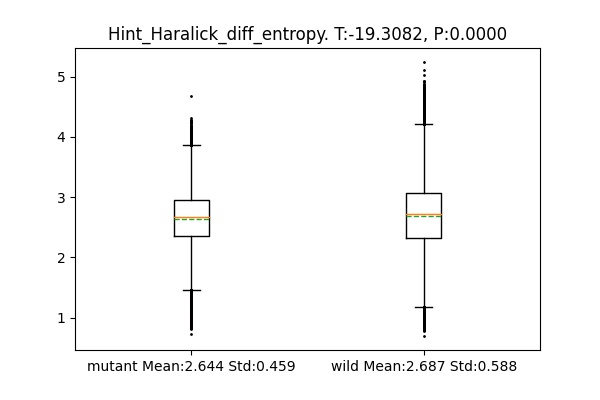 Hint_Haralick_diff_entropy. T:-19.3082, P:0.0000
5
4
3
2
1
mutant Mean:2.644 Std:0.459 wild Mean:2.687 Std:0.588